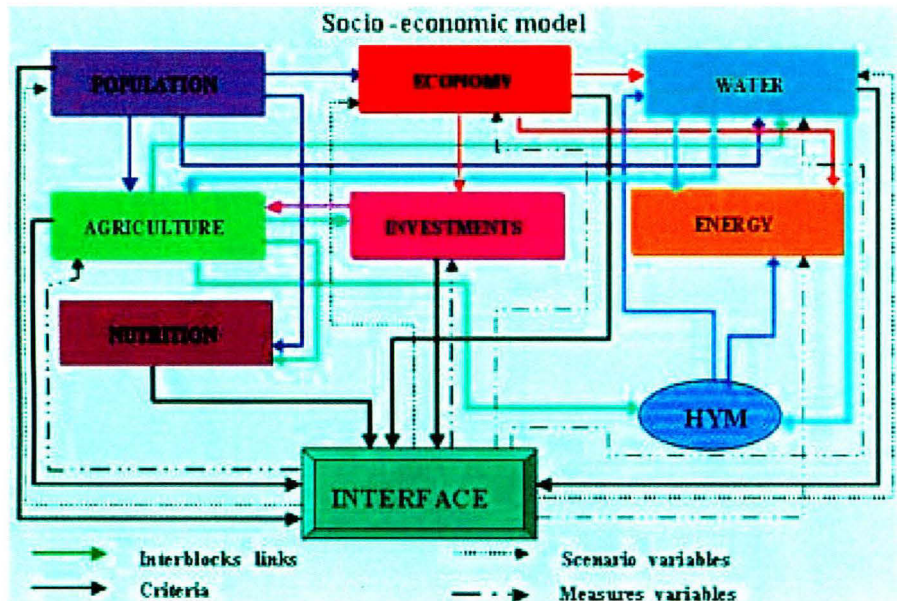 Socio-economic model
POPULATION
ECONOMY
WATER
AGRICULTURE
INVESTMENTS
ENERGY
NUTRITION
HYM
INTERFACE
Interblocks links
Scenario variables
Criteria
Measures variables